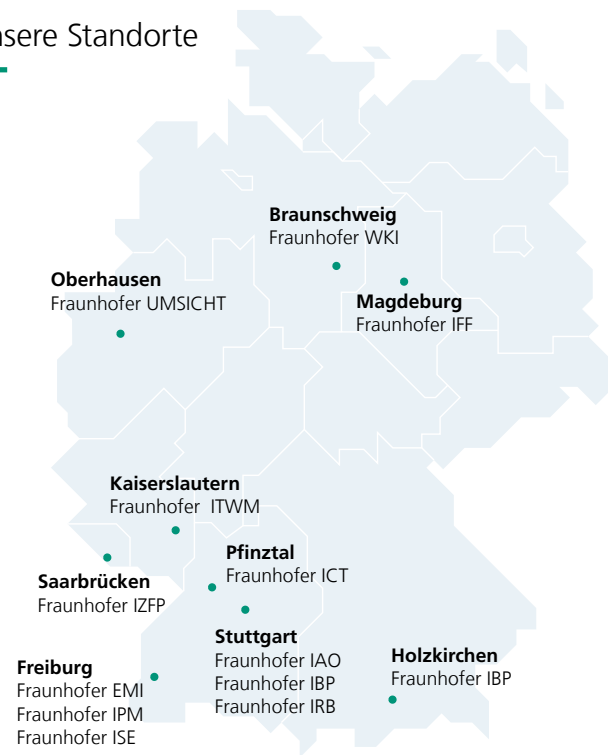 nsere Standorte
Braunschweig
Fraunhofer WKI
Oberhausen
Fraunhofer UMSICHT
Magdeburg
Fraunhofer IFF
Kaiserslautern
Fraunhofer ITWM
Pfinztal
Fraunhofer ICT
Saarbrücken
Fraunhofer IZFP
Stuttgart
Fraunhofer IAO
Fraunhofer IBP
Fraunhofer IRB
Holzkirchen
Fraunhofer IBP
Freiburg
Fraunhofer EMI
Fraunhofer IPM
Fraunhofer ISE